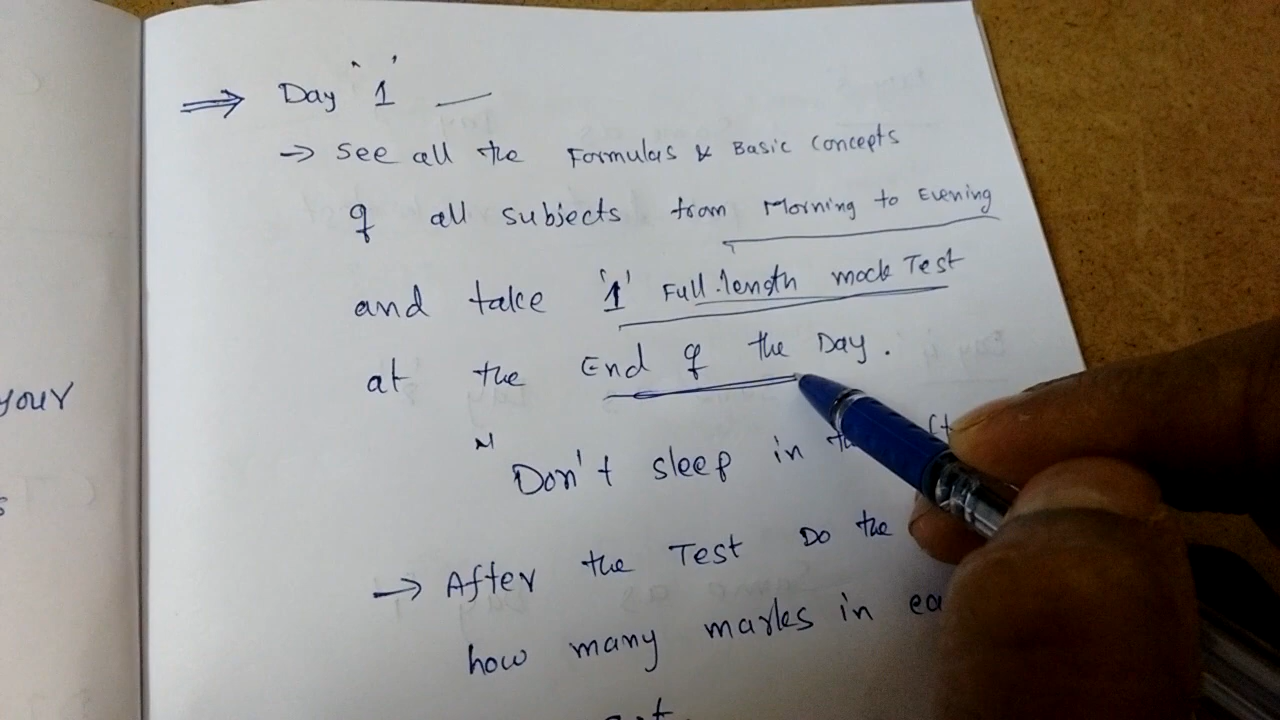 your
⇒ Day "1" —
→ see all the Formulas & Basic concepts
of all subjects from Morning to Evening
and take '1' Full-length mock Test
at the End of the Day.
" Don't sleep in
→ After the Test Do the
how many marks in